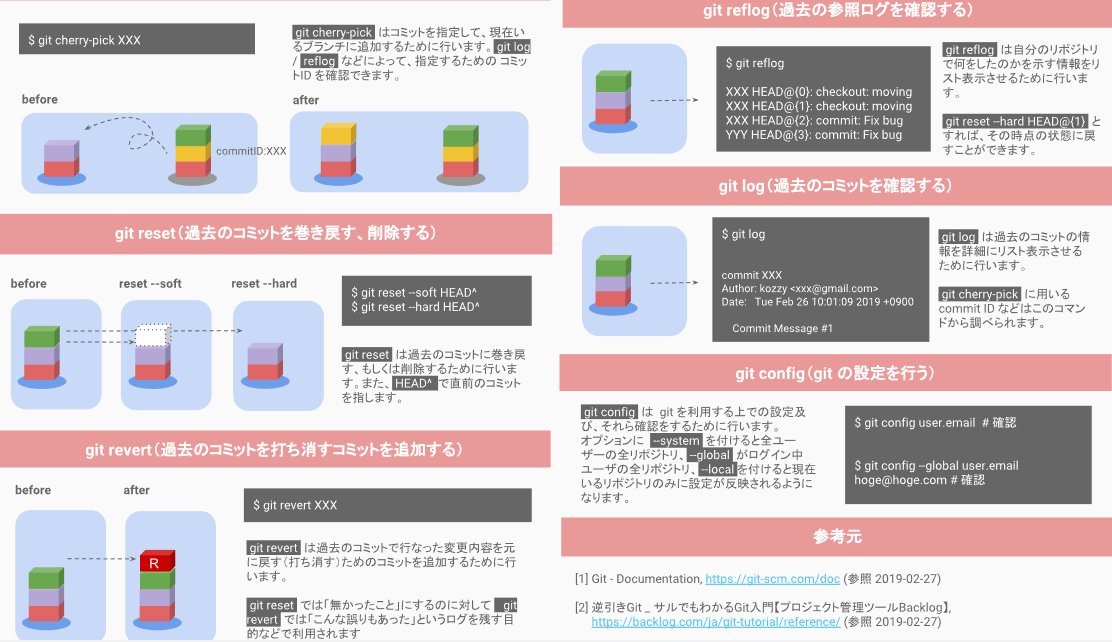 $ git cherry-pick XXX
git cherry-pick はコミットを指定して、現在い
るブランチに追加するために行います。git log
/ reflog などによって、指定するための コミッ
トID を確認できます。
before
after
commitID:XXX
git reset（過去のコミットを巻き戻す、削除する）
before
reset --soft
reset --hard
$ git reset --soft HEAD^
$ git reset --hard HEAD^
git reset は過去のコミットに巻き戻
す、もしくは削除するために行いま
す。また、 HEAD^ で直前のコミット
を指します。
git revert（過去のコミットを打ち消すコミットを追加する）
before
after
R
$ git revert XXX
git revert は過去のコミットで行なった変更内容を元
に戻す（打ち消す）ためのコミットを追加するために行
います。
git reset では「無かったこと」にするのに対して git
revert では「こんな誤りもあった」というログを残す目
的などで利用されます
git reflog（過去の参照ログを確認する）
$ git reflog
XXX HEAD@{0}: checkout: moving
XXX HEAD@{1}: checkout: moving
XXX HEAD@{2}: commit: Fix bug
YYY HEAD@{3}: commit: Fix bug
git reflog は自分のリポジトリ
で何をしたのかを示す情報をリ
スト表示させるために行いま
す。
git reset --hard HEAD@{1} と
すれば、その時点の状態に戻
すことができます。
git log（過去のコミットを確認する）
$ git log
commit XXX
Author: kozzy <xxx@gmail.com>
Date: Tue Feb 26 10:01:09 2019 +0900
Commit Message #1
git log は過去のコミットの情
報を詳細にリスト表示させる
ために行います。
git cherry-pick に用いる
commit ID などはこのコマン
ドから調べられます。
git config（git の設定を行う）
git config は git を利用する上での設定及
び、それら確認をするために行います。
オプションに --system を付けると全ユー
ザーの全リポジトリ、--global がログイン中
ユーザの全リポジトリ、--local を付けると現在
いるリポジトリのみに設定が反映されるように
なります。
$ git config user.email # 確認
$ git config --global user.email
hoge@hoge.com # 確認
参考元
[1] Git - Documentation, https://git-scm.com/doc (参照 2019-02-27)
[2] 逆引きGit _ サルでもわかるGit入門【プロジェクト管理ツールBacklog】,
https://backlog.com/ja/git-tutorial/reference/ (参照 2019-02-27)